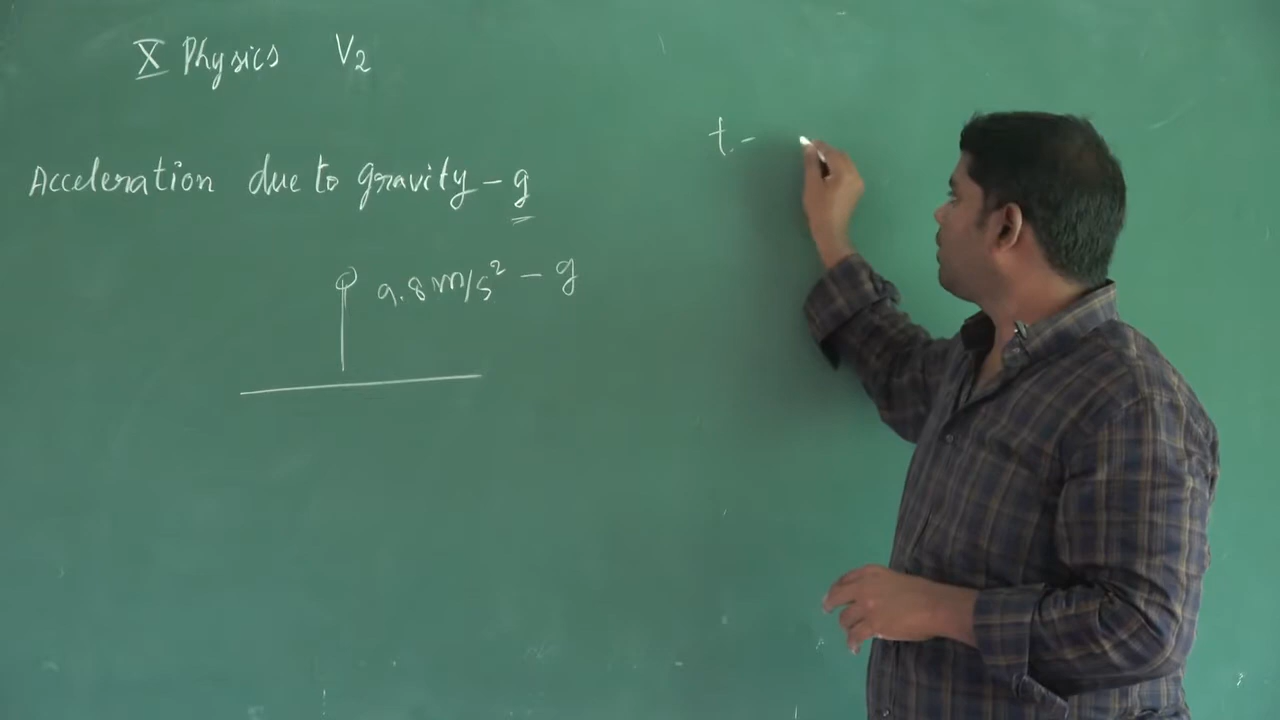 X Physics V2
Acceleration due to gravity - g
9.8 m/s² - g
t -